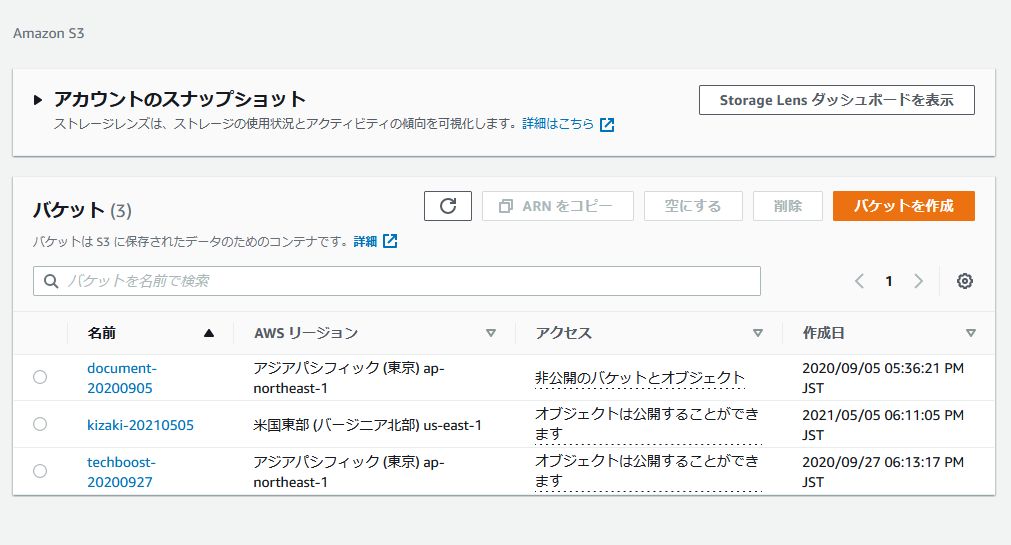 Amazon S3
アカウントのスナップショット
Storage Lens ダッシュボードを表示
ストレージレンズは、ストレージの使用状況とアクティビティの傾向を可視化します。詳細はこちら
バケット (3)
ARN をコピー
空にする
削除
バケットを作成
バケットは S3 に保存されたデータのためのコンテナです。詳細
バケットを名前で検索
1
名前 AWS リージョン アクセス 作成日
document-
20200905
アジアパシフィック (東京) ap-
northeast-1
非公開のバケットとオブジェクト
2020/09/05 05:36:21 PM
JST
kizaki-20210505
米国東部 (バージニア北部) us-east-1
オブジェクトは公開することができ
ます
2021/05/05 06:11:05 PM
JST
techboost-
20200927
アジアパシフィック (東京) ap-
northeast-1
オブジェクトは公開することができ
ます
2020/09/27 06:13:17 PM
JST